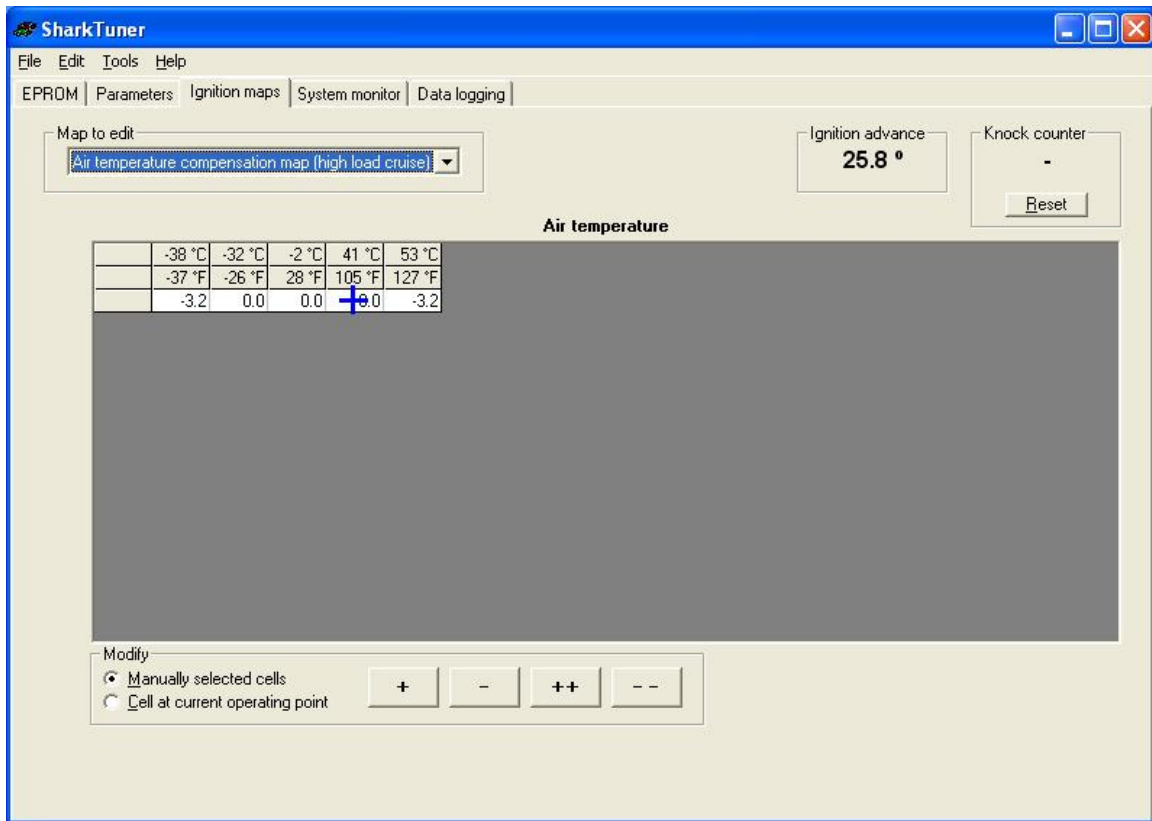 SharkTuner
File Edit Tools Help
EPROM Parameters Ignition maps System monitor Data logging
Map to edit
Air temperature compensation map (high load cruise)
Ignition advance
25.8 º
Knock counter
-
Reset
Air temperature
-38 °C -32 °C -2 °C 41 °C 53 °C
-37 °F -26 °F 28 °F 105 °F 127 °F
-3.2 0.0 0.0 0.0 -3.2
Modify
Manually selected cells
Cell at current operating point
+ - ++ - -